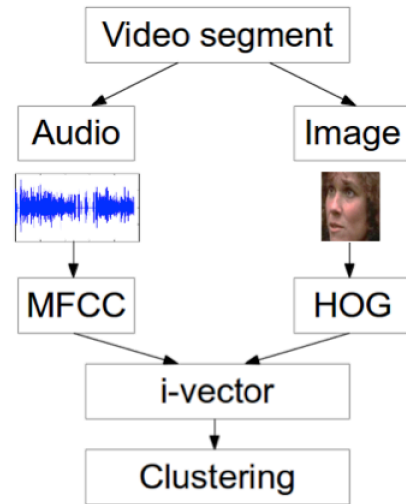 Video segment
Audio
Image
MFCC
HOG
i-vector
Clustering